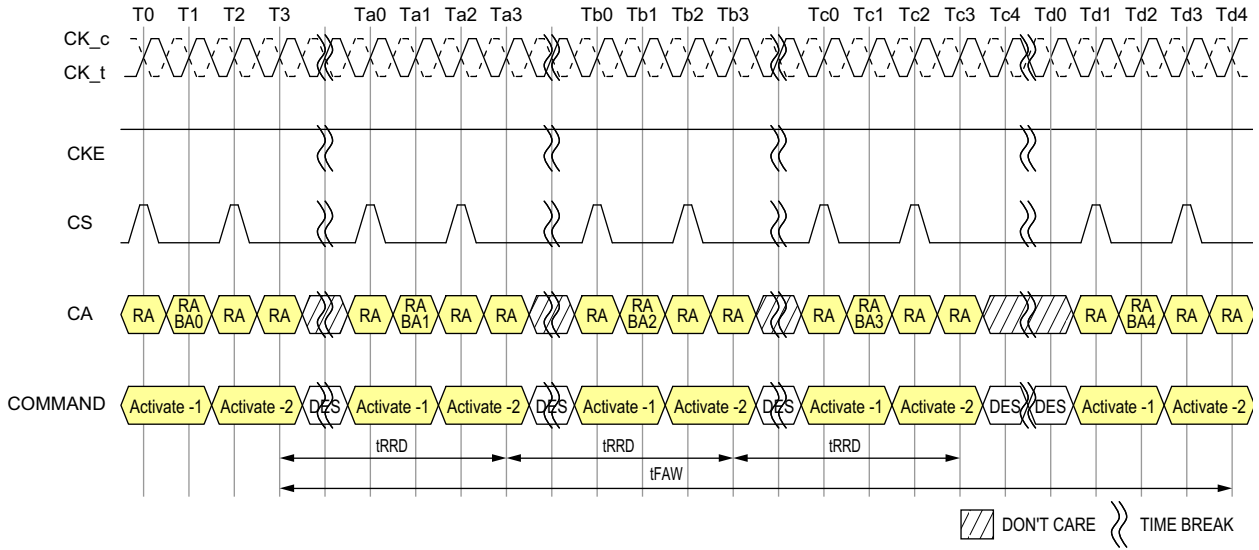 T0 T1 T2 T3 Ta0 Ta1 Ta2 Ta3 Tb0 Tb1 Tb2 Tb3 Tc0 Tc1 Tc2 Tc3 Tc4 Td0 Td1 Td2 Td3 Td4
CK_c
CK_t
CKE
CS
CA RA RA BA0 RA RA RA RA BA1 RA RA RA RA BA2 RA RA RA RA BA3 RA RA RA RA BA4 RA RA
COMMAND Activate -1 Activate -2 DES Activate -1 Activate -2 DES Activate -1 Activate -2 DES Activate -1 Activate -2 DES DES Activate -1 Activate -2
tRRD tRRD tRRD
tFAW
DON'T CARE TIME BREAK